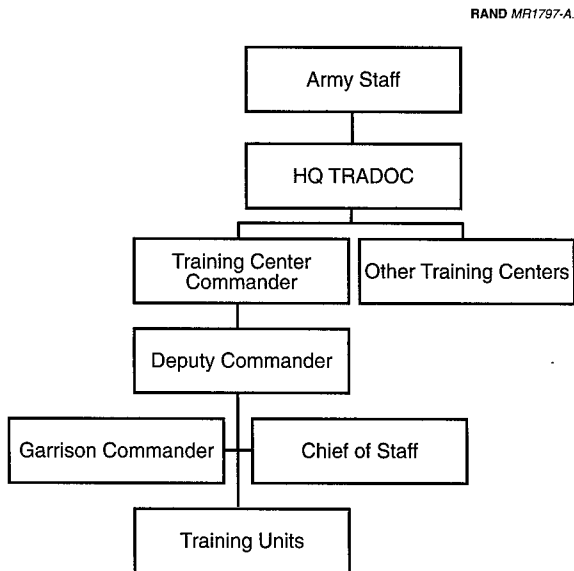 RAND MR1797-A.
Army Staff
HQ TRADOC
Training Center
Commander
Other Training Centers
Deputy Commander
Garrison Commander
Chief of Staff
Training Units